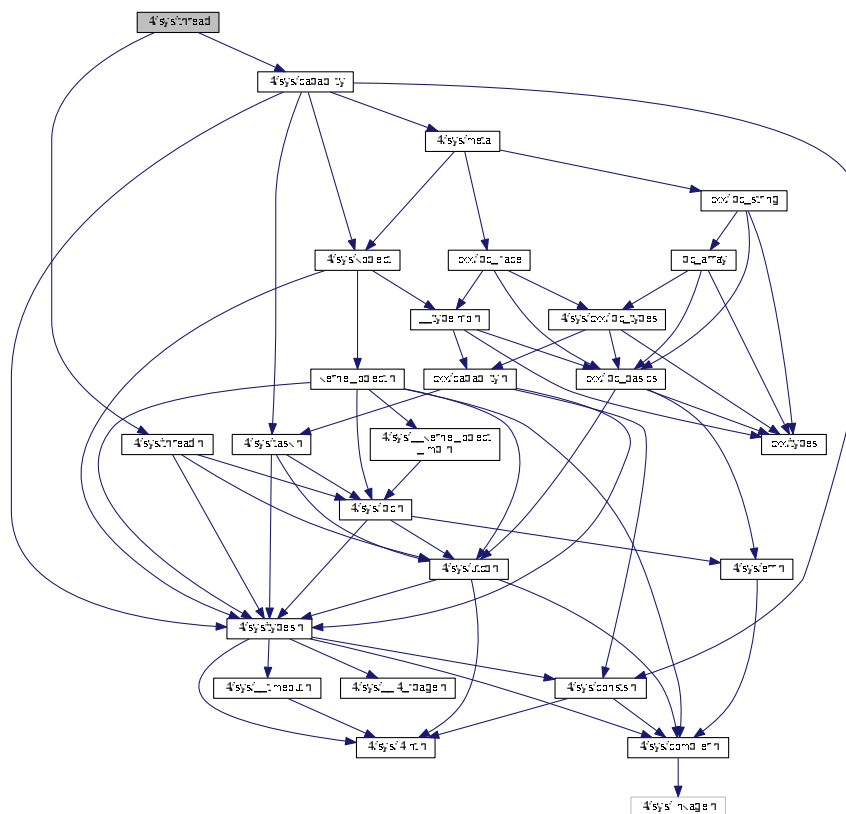 4/sys/thread
4/sys/capability
4/sys/meta
cxx/ipc_string
4/sys/kobject
cxx/ipc_iface
ipc_array
__typeinfo.h
4/sys/cxx/ipc_types
kernel_object.h
cxx/capability.h
cxx/ipc_basics
4/sys/thread.h
4/sys/task.h
4/sys/__kernel_object
_impl.h
cxx/types
4/sys/ipc.h
4/sys/utcb.h
4/sys/err.h
4/sys/types.h
4/sys/__timeout.h
4/sys/__l4_fpage.h
4/sys/consts.h
4/sys/l4int.h
4/sys/compiler.h
4/sys/linkage.h